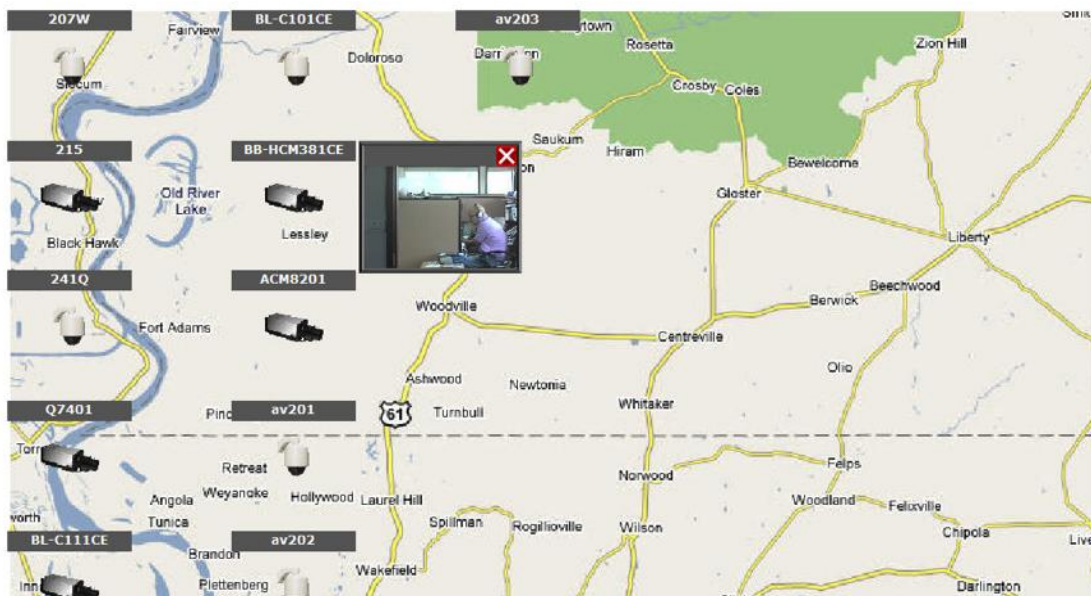 207W
BL-C101CE
av203
Fairview
Doloroso
Rosetta
Zion Hill
Crosby
Coles
Saukum
Hiram
Bewelcome
215
BB-HCM381CE
Old River
Lake
Gloster
Black Hawk
Lessley
Liberty
241Q
ACM8201
Beechwood
Woodville
Berwick
Fort Adams
Centreville
Ashwood
Newtonia
Olio
Whitaker
Q7401
av201
61
Turnbull
Retreat
Felps
Norwood
Angola
Weyanoke
Hollywood
Laurel Hill
Woodland
Felixville
Tunica
Spillman
Rogillioville
Wilson
Chipola
BL-C111CE
av202
Brandon
Wakefield
Plettenberg
Darlington